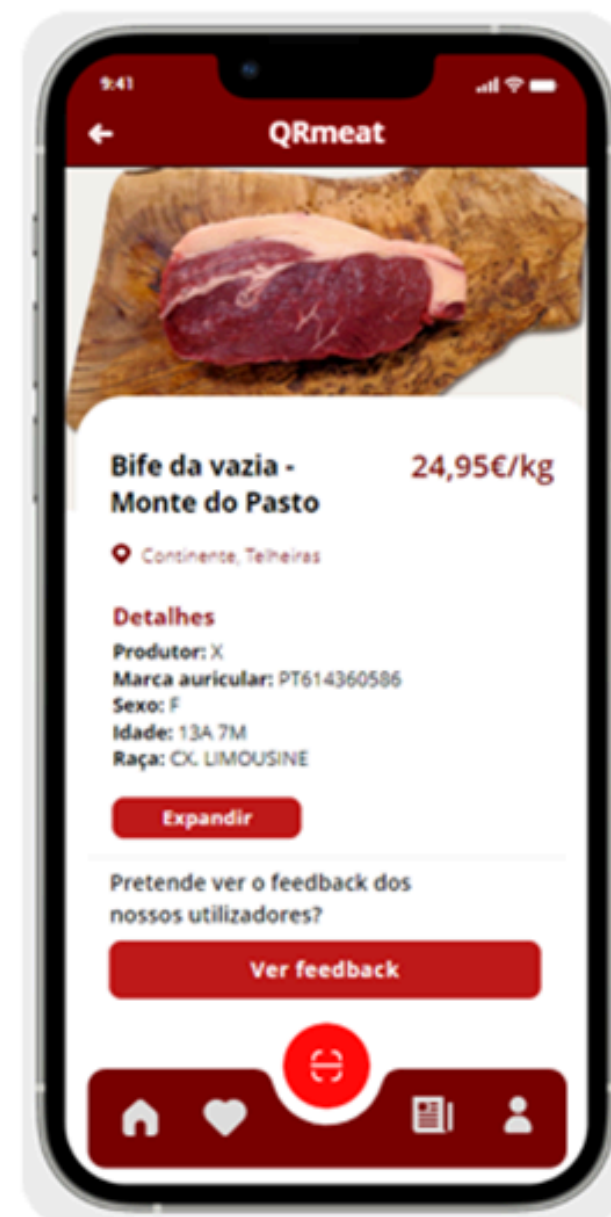 9:41
QRmeat
Bife da vazia -
Monte do Pasto
24,95€/kg
Continente, Telheiras
Detalhes
Produtor: X
Marca auricular: PT614360586
Sexo: F
Idade: 13A 7M
Raça: CX. LIMOUSINE
Expandir
Pretende ver o feedback dos
nossos utilizadores?
Ver feedback